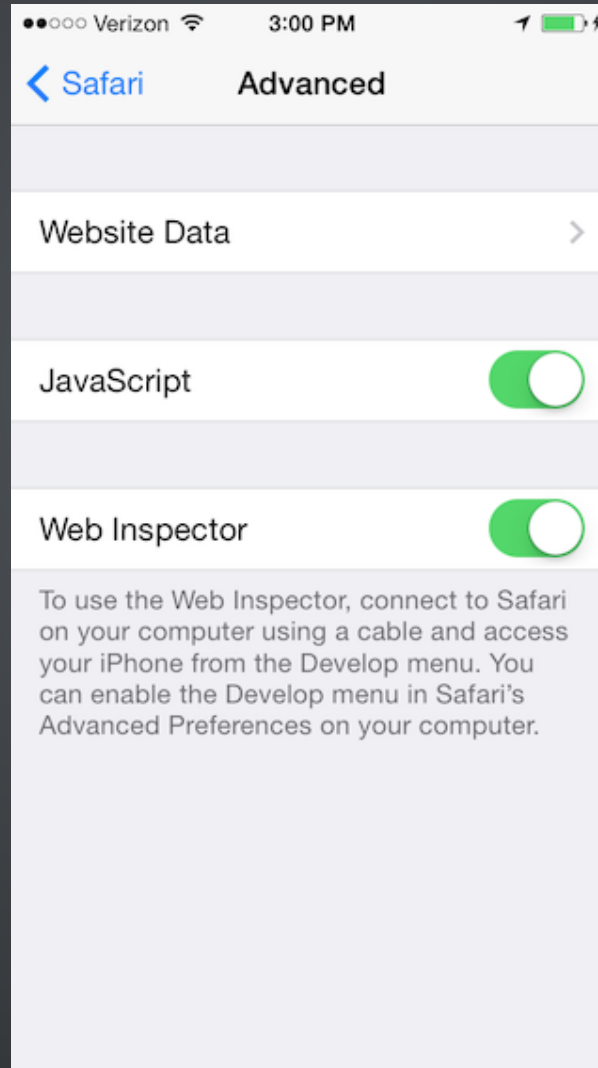 Verizon 3:00 PM
Safari Advanced
Website Data
JavaScript
Web Inspector
To use the Web Inspector, connect to Safari
on your computer using a cable and access
your iPhone from the Develop menu. You
can enable the Develop menu in Safari's
Advanced Preferences on your computer.